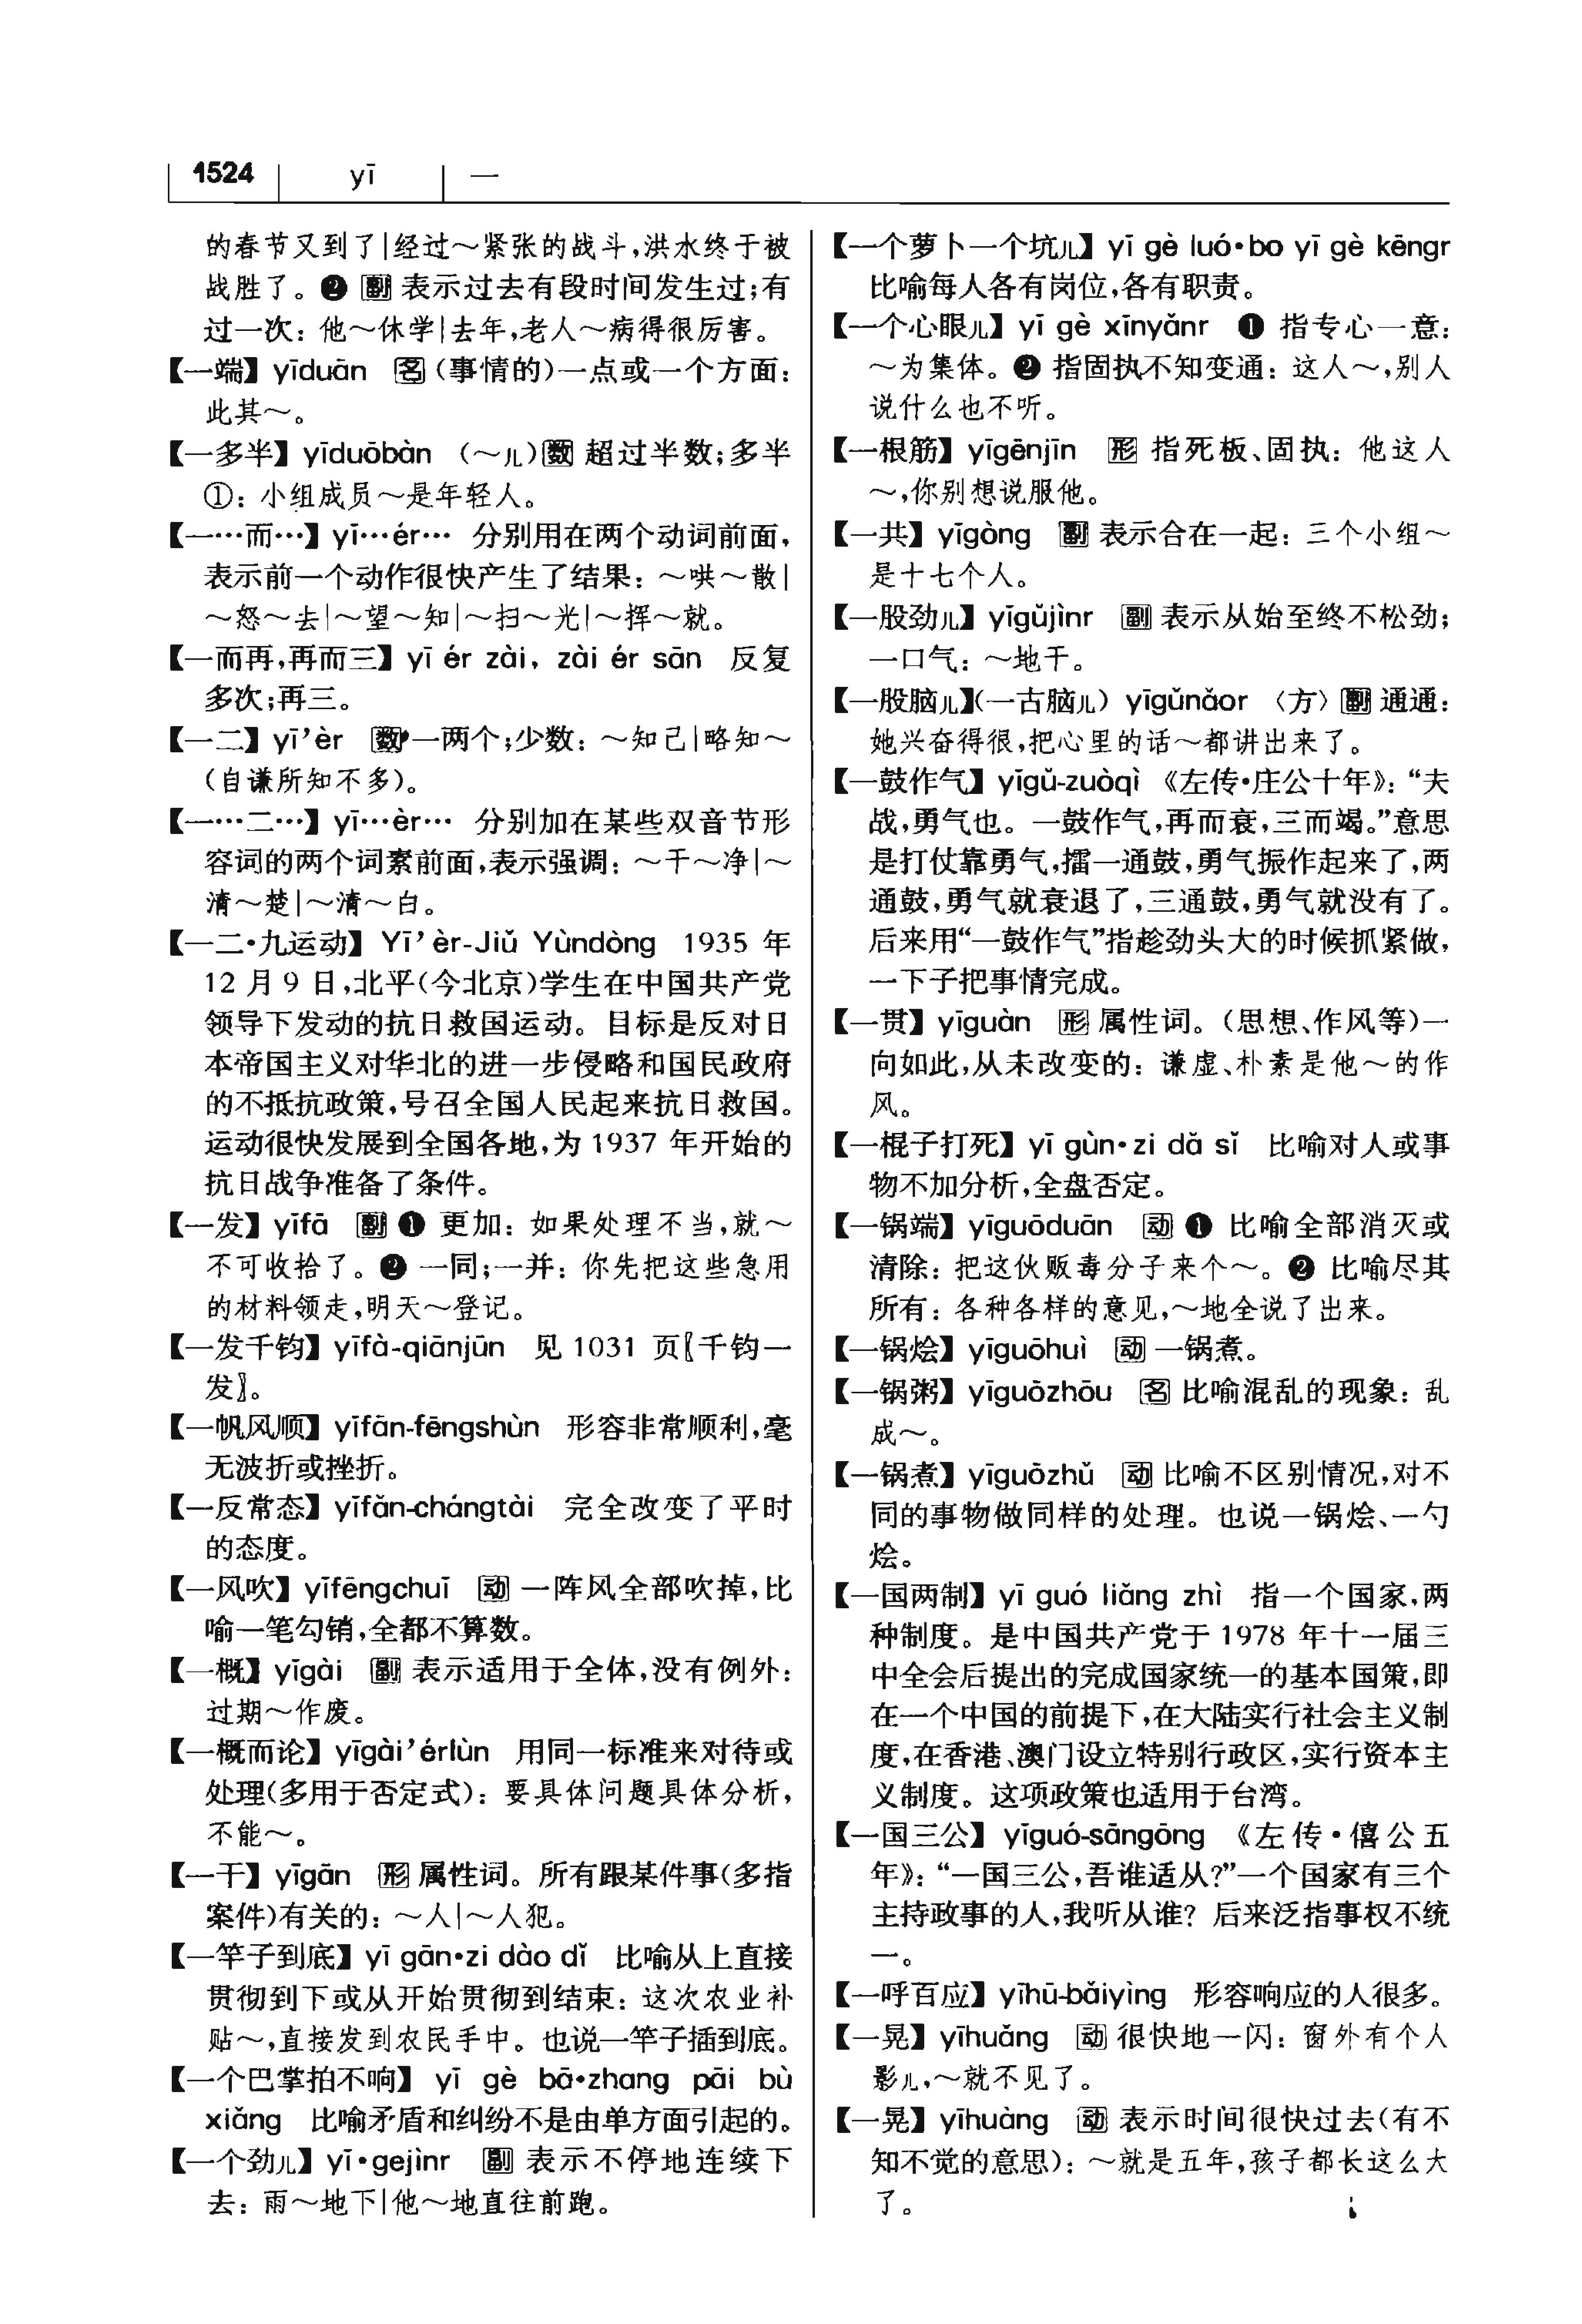 1524 yī 一
的春节又到了|经过～紧张的战斗,洪水终于被
战胜了。❷ 副 表示过去有段时间发生过;有
过一次：他～休学|去年,老人～病得很厉害。
【一端】yīduān 名(事情的)一点或一个方面：
此其～。
【一多半】yīduōbàn （～儿)数 超过半数;多半
①：小组成员～是年轻人。
【一…而…】yī…ér… 分别用在两个动词前面，
表示前一个动作很快产生了结果：～哄～散|
～怒～去|～望～知|～扫～光|～挥～就。
【一而再,再而三】yī ér zài, zài ér sān 反复
多次;再三。
【一二】yī’èr 数 一两个;少数：～知己|略知～
（自谦所知不多)。
【一…二…】yī…èr… 分别加在某些双音节形
容词的两个词素前面,表示强调：～干～净|～
清～楚|～清～白。
【一二·九运动】Yī’èr-Jiǔ Yùndòng 1935 年
12 月 9 日,北平(今北京)学生在中国共产党
领导下发动的抗日救国运动。目标是反对日
本帝国主义对华北的进一步侵略和国民政府
的不抵抗政策,号召全国人民起来抗日救国。
运动很快发展到全国各地,为 1937 年开始的
抗日战争准备了条件。
【一发】yīfā 副 ❶ 更加：如果处理不当,就～
不可收拾了。❷ 一同;一并：你先把这些急用
的材料领走,明天～登记。
【一发千钧】yīfà-qiānjūn 见 1031 页〖千钧一
发〗。
【一帆风顺】yīfān-fēngshùn 形容非常顺利,毫
无波折或挫折。
【一反常态】yīfǎn-chángtài 完全改变了平时
的态度。
【一风吹】yīfēngchuī 动 一阵风全部吹掉,比
喻一笔勾销,全都不算数。
【一概】yīgài 副 表示适用于全体,没有例外：
过期～作废。
【一概而论】yīgài’érlùn 用同一标准来对待或
处理(多用于否定式)：要具体问题具体分析，
不能～。
【一干】yīgān 形 属性词。所有跟某件事(多指
案件)有关的：～人|～人犯。
【一竿子到底】yī gān·zi dào dǐ 比喻从上直接
贯彻到下或从开始贯彻到结束：这次农业补
贴～,直接发到农民手中。也说一竿子插到底。
【一个巴掌拍不响】yī gè bā·zhang pāi bù
xiǎng 比喻矛盾和纠纷不是由单方面引起的。
【一个劲儿】yī·gejìnr 副 表示不停地连续下
去：雨～地下|他～地直往前跑。
【一个萝卜一个坑儿】yī gè luó·bo yī gè kēngr
比喻每人各有岗位,各有职责。
【一个心眼儿】yī gè xīnyǎnr ❶ 指专心一意：
～为集体。❷ 指固执不知变通：这人～,别人
说什么也不听。
【一根筋】yīgēnjīn 形 指死板、固执：他这人
～,你别想说服他。
【一共】yīgòng 副 表示合在一起：三个小组～
是十七个人。
【一股劲儿】yīgǔjìnr 副 表示从始至终不松劲；
一口气：～地干。
【一股脑儿】(一古脑儿) yīgǔnǎor 〈方〉副 通通：
她兴奋得很,把心里的话～都讲出来了。
【一鼓作气】yīgǔ-zuòqì 《左传·庄公十年》：“夫
战,勇气也。一鼓作气,再而衰,三而竭。”意思
是打仗靠勇气,擂一通鼓,勇气振作起来了,两
通鼓,勇气就衰退了,三通鼓,勇气就没有了。
后来用“一鼓作气”指趁劲头大的时候抓紧做，
一下子把事情完成。
【一贯】yīguàn 形 属性词。(思想、作风等)一
向如此,从未改变的：谦虚、朴素是他～的作
风。
【一棍子打死】yī gùn·zi dǎ sǐ 比喻对人或事
物不加分析,全盘否定。
【一锅端】yīguōduān 动 ❶ 比喻全部消灭或
清除：把这伙贩毒分子来个～。❷ 比喻尽其
所有：各种各样的意见,～地全说了出来。
【一锅烩】yīguōhuì 动 一锅煮。
【一锅粥】yīguōzhōu 名 比喻混乱的现象：乱
成～。
【一锅煮】yīguōzhǔ 动 比喻不区别情况,对不
同的事物做同样的处理。也说一锅烩、一勺
烩。
【一国两制】yī guó liǎng zhì 指一个国家,两
种制度。是中国共产党于 1978 年十一届三
中全会后提出的完成国家统一的基本国策,即
在一个中国的前提下,在大陆实行社会主义制
度,在香港、澳门设立特别行政区,实行资本主
义制度。这项政策也适用于台湾。
【一国三公】yīguó-sāngōng 《左传·僖公五
年》：“一国三公,吾谁适从?”一个国家有三个
主持政事的人,我听从谁? 后来泛指事权不统
一。
【一呼百应】yīhū-bǎiyìng 形容响应的人很多。
【一晃】yīhuǎng 动 很快地一闪：窗外有个人
影儿,～就不见了。
【一晃】yīhuàng 动 表示时间很快过去(有不
知不觉的意思)：～就是五年,孩子都长这么大
了。